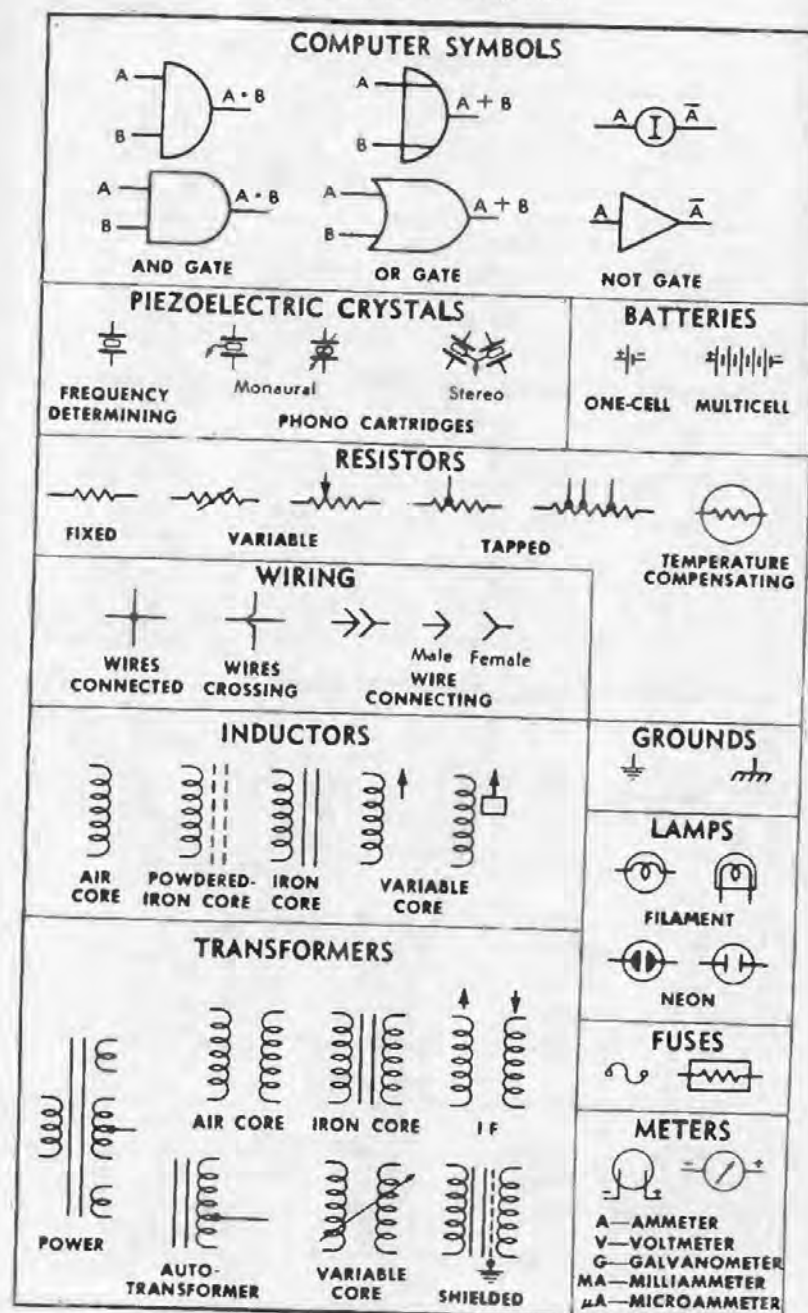 COMPUTER SYMBOLS
A
B
A • B
A
B
A + B
A
I
A̅
A
B
A • B
A
B
A + B
A
A̅
AND GATE
OR GATE
NOT GATE
PIEZOELECTRIC CRYSTALS
FREQUENCY
DETERMINING
Monaural
Stereo
PHONO CARTRIDGES
BATTERIES
+ -
+ -
ONE-CELL
MULTICELL
RESISTORS
FIXED
VARIABLE
TAPPED
TEMPERATURE
COMPENSATING
WIRING
WIRES
CONNECTED
WIRES
CROSSING
Male
Female
WIRE
CONNECTING
INDUCTORS
AIR
CORE
POWDERED-
IRON CORE
IRON
CORE
VARIABLE
CORE
GROUNDS
LAMPS
FILAMENT
NEON
TRANSFORMERS
POWER
AIR CORE
IRON CORE
IF
AUTO-
TRANSFORMER
VARIABLE
CORE
SHIELDED
FUSES
METERS
- +
- +
A—AMMETER
V—VOLTMETER
G—GALVANOMETER
MA—MILLIAMMETER
μA—MICROAMMETER